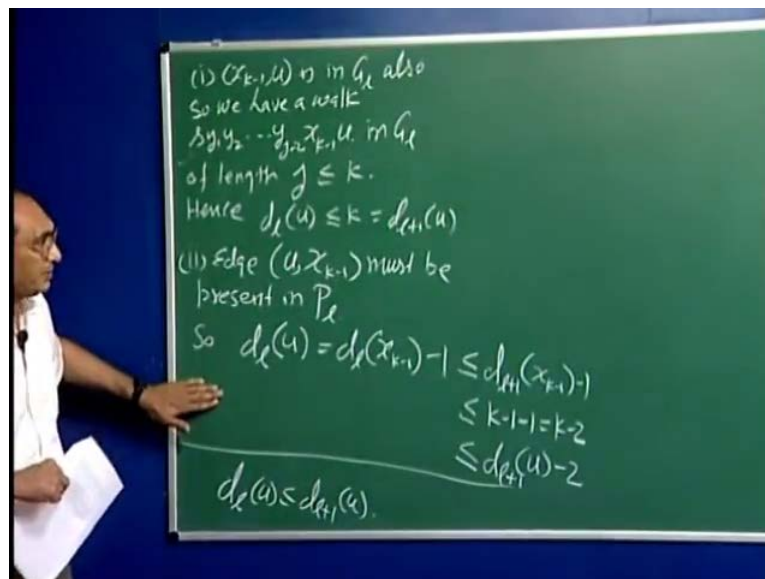 (i) (x_{k-1}, u) is in G_l also
So we have a walk
s y_1 y_2 ... y_{j-2} x_{k-1} u. in G_l
of length j ≤ k.
Hence d_l(u) ≤ k = d_{l+1}(u)
(ii) Edge (u, x_{k-1}) must be
present in P_l
So d_l(u) = d_l(x_{k-1}) - 1 ≤ d_{l+1}(x_{k-1}) - 1
≤ k-1-1 = k-2
≤ d_{l+1}(u) - 2
d_l(u) ≤ d_{l+1}(u).